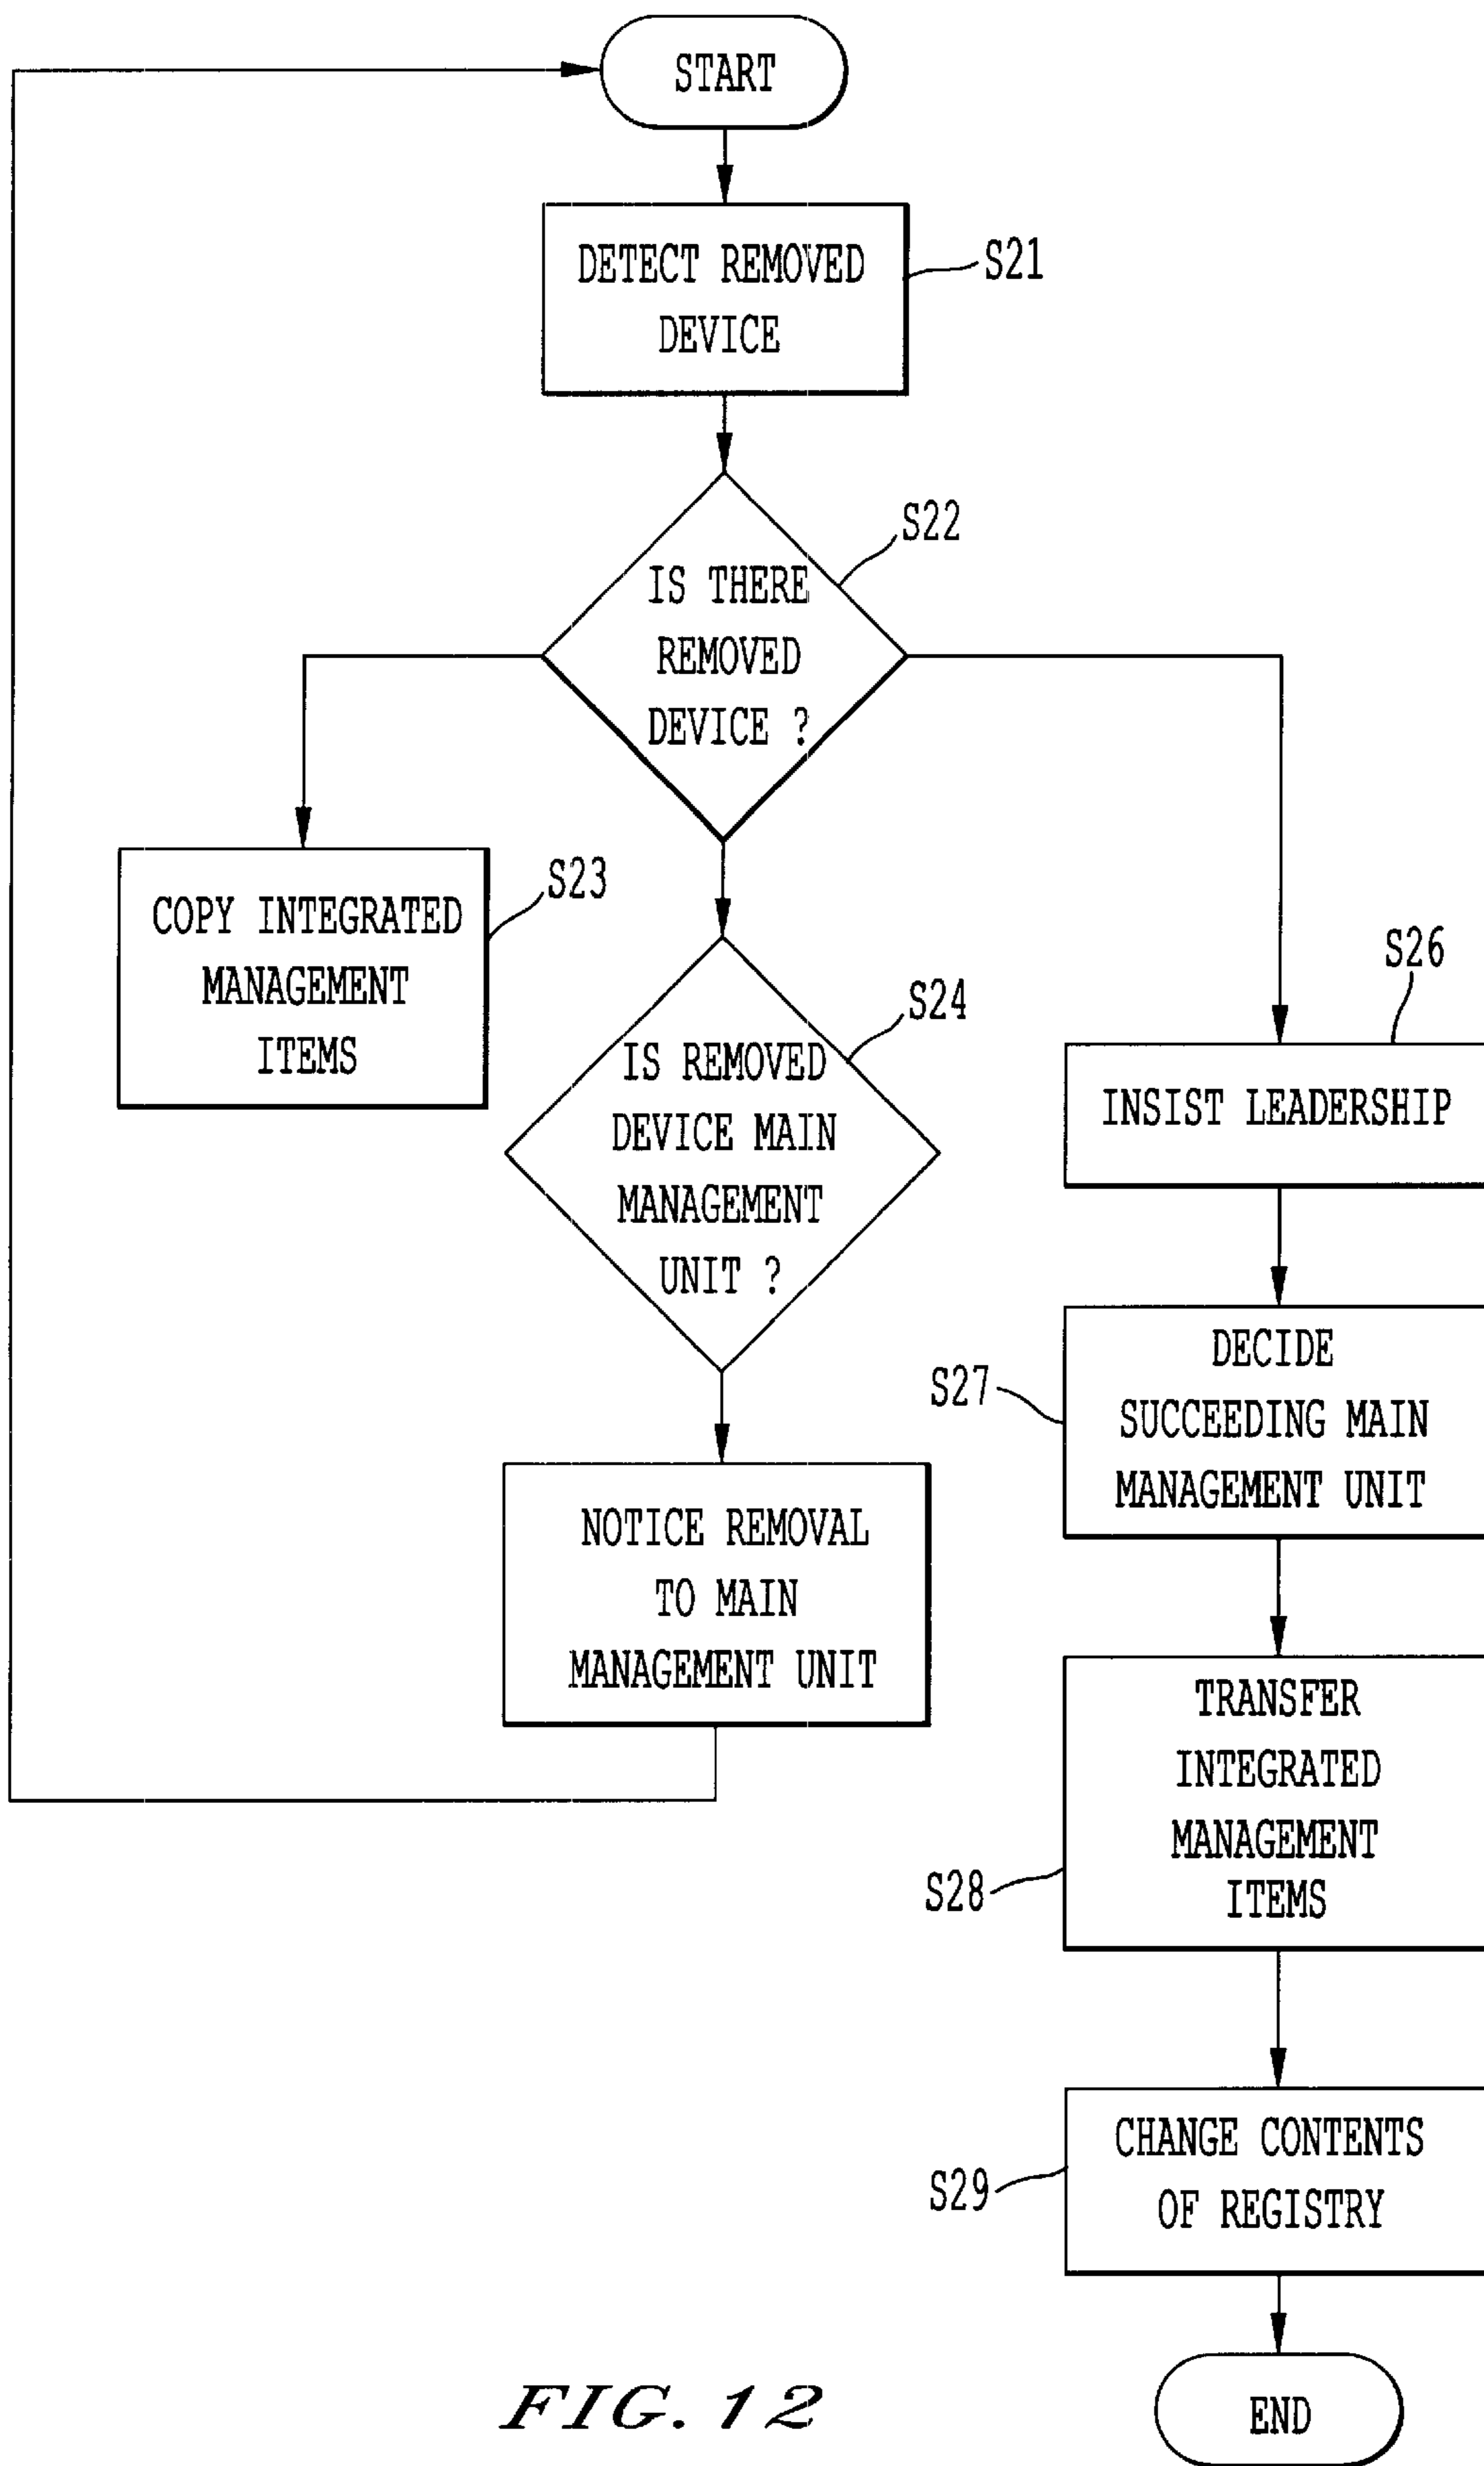 START
DETECT REMOVED
DEVICE
S21
IS THERE
REMOVED
DEVICE ?
S22
COPY INTEGRATED
MANAGEMENT
ITEMS
S23
IS REMOVED
DEVICE MAIN
MANAGEMENT
UNIT ?
S24
NOTICE REMOVAL
TO MAIN
MANAGEMENT UNIT
S26
INSIST LEADERSHIP
S27
DECIDE
SUCCEEDING MAIN
MANAGEMENT UNIT
S28
TRANSFER
INTEGRATED
MANAGEMENT
ITEMS
S29
CHANGE CONTENTS
OF REGISTRY
END
FIG. 12